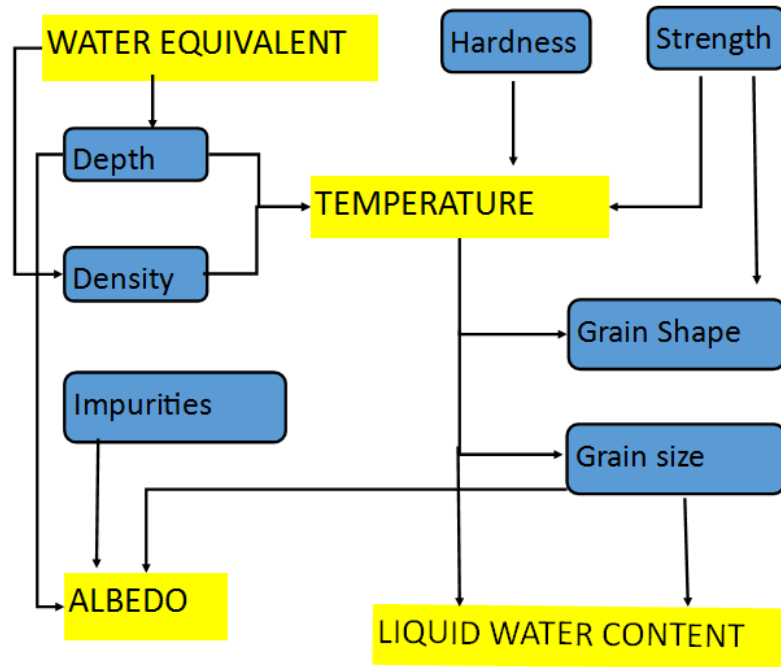 WATER EQUIVALENT
Hardness
Strength
Depth
TEMPERATURE
Density
Grain Shape
Impurities
Grain size
ALBEDO
LIQUID WATER CONTENT